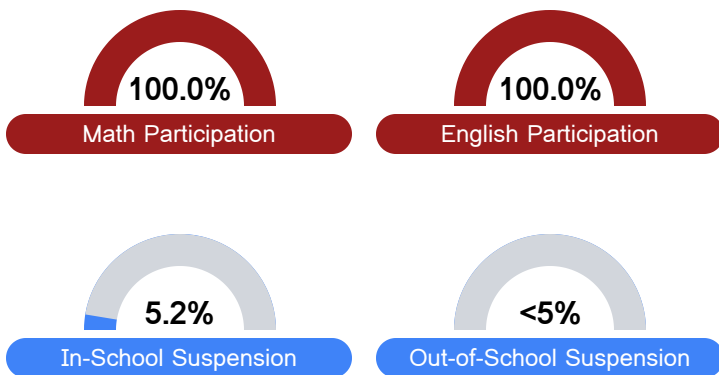 100.0%
Math Participation
100.0%
English Participation
5.2%
In-School Suspension
<5%
Out-of-School Suspension